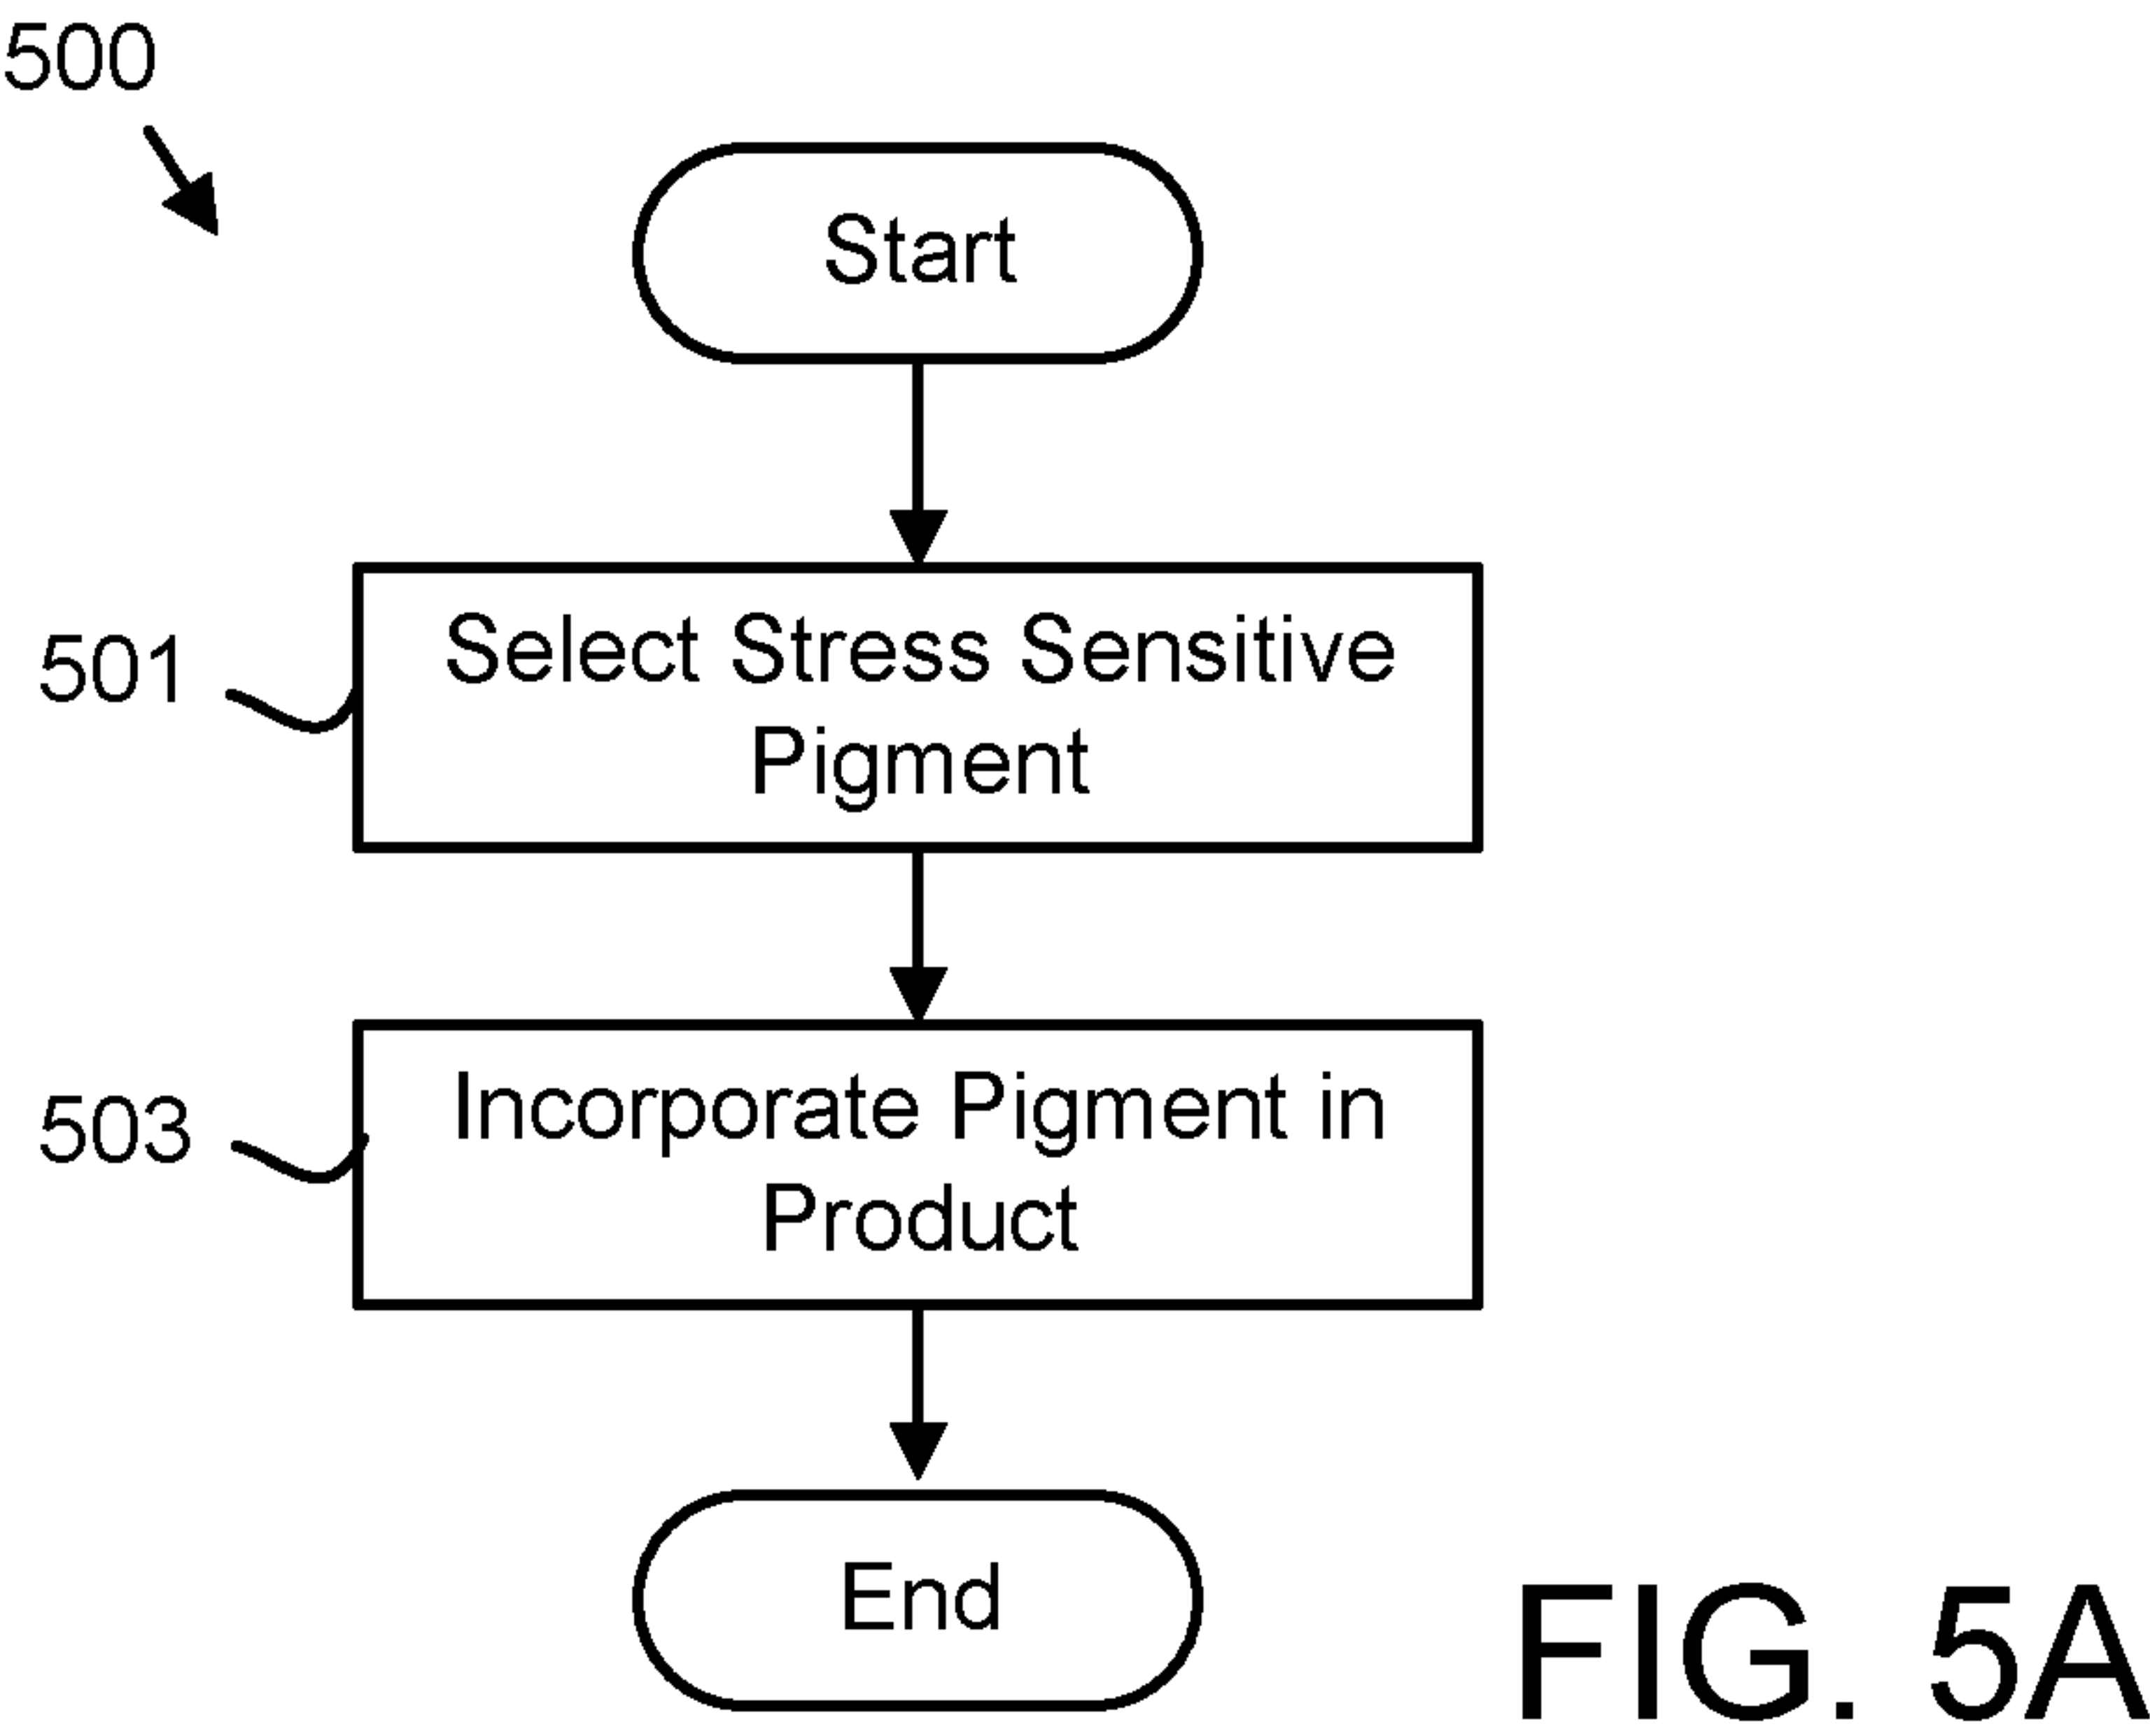 500
Start
501
Select Stress Sensitive
Pigment
503
Incorporate Pigment in
Product
End
FIG. 5A